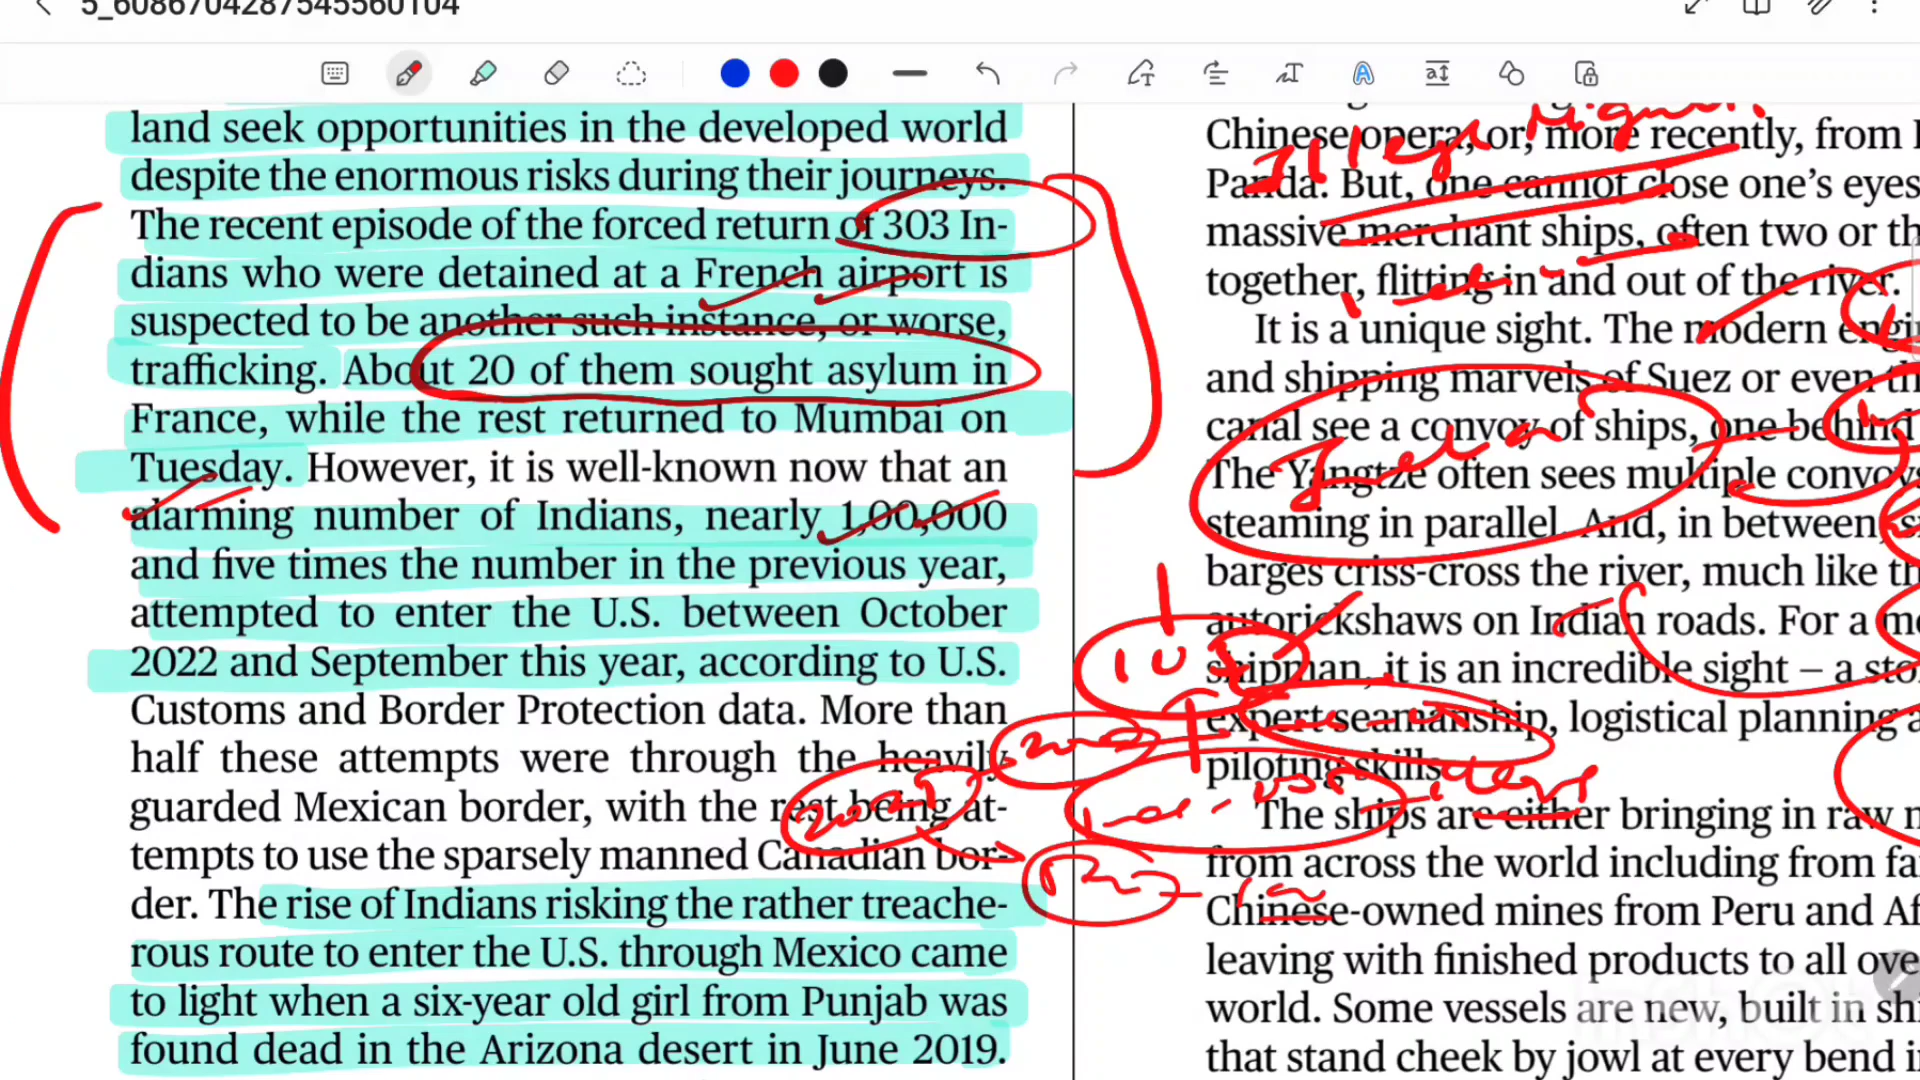 5_6086704287545560104
land seek opportunities in the developed world
despite the enormous risks during their journeys.
The recent episode of the forced return of 303 In-
dians who were detained at a French airport is
suspected to be another such instance, or worse,
trafficking. About 20 of them sought asylum in
France, while the rest returned to Mumbai on
Tuesday. However, it is well-known now that an
alarming number of Indians, nearly 1,00,000
and five times the number in the previous year,
attempted to enter the U.S. between October
2022 and September this year, according to U.S.
Customs and Border Protection data. More than
half these attempts were through the heavily
guarded Mexican border, with the rest being at-
tempts to use the sparsely manned Canadian bor-
der. The rise of Indians risking the rather treache-
rous route to enter the U.S. through Mexico came
to light when a six-year old girl from Punjab was
found dead in the Arizona desert in June 2019.
Chinese opera, or, more recently, from
Panda. But, one cannot close one's eyes
massive merchant ships, often two or
together, flitting in and out of the river.
It is a unique sight. The modern
and shipping marvels of Suez or even
canal see a convoy of ships, one behind
The Yangtze often sees multiple
steaming in parallel. And, in between,
barges criss-cross the river, much like
autorickshaws on Indian roads. For a
shipman, it is an incredible sight – a
expert seamanship, logistical planning
piloting skills.
The ships are either bringing in raw
from across the world including from
Chinese-owned mines from Peru and
leaving with finished products to all
world. Some vessels are new, built in
that stand cheek by jowl at every bend